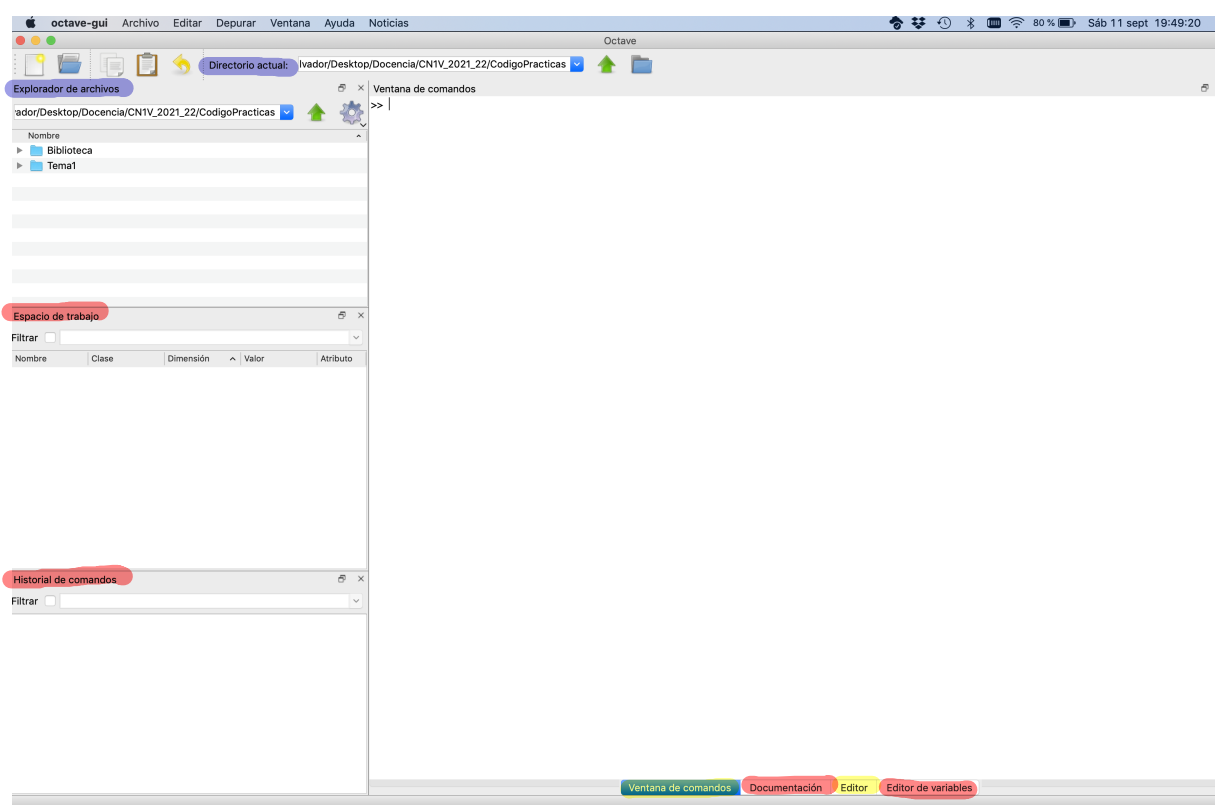 octave-gui Archivo Editar Depurar Ventana Ayuda Noticias 80 % Sáb 11 sept 19:49:20
Octave
Directorio actual: lvador/Desktop/Docencia/CN1V_2021_22/CodigoPracticas
Explorador de archivos
Ventana de comandos
/Desktop/Docencia/CN1V_2021_22/CodigoPracticas
>>
Nombre
Biblioteca
Tema1
Espacio de trabajo
Filtrar
Nombre Clase Dimensión Valor Atributo
Historial de comandos
Filtrar
Ventana de comandos Documentación Editor Editor de variables